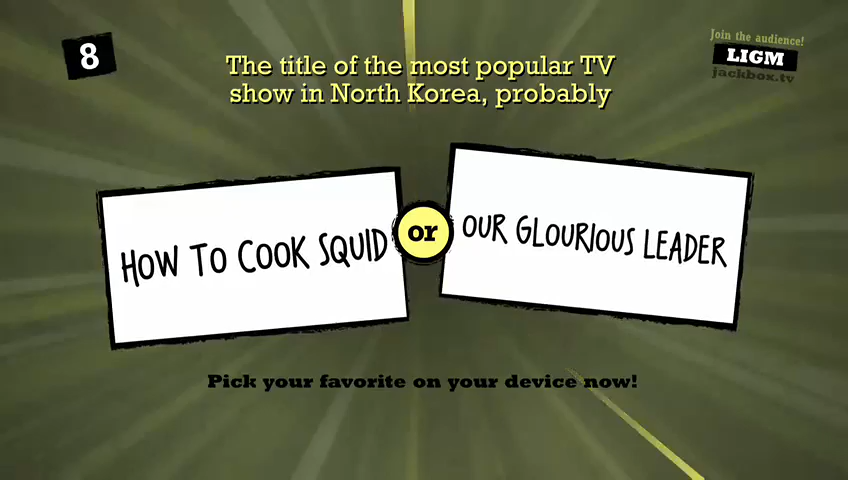 8
Join the audience!
LIGM
jackbox.tv
The title of the most popular TV
show in North Korea, probably
HOW TO COOK SQUID
or
OUR GLOURIOUS LEADER
Pick your favorite on your device now!